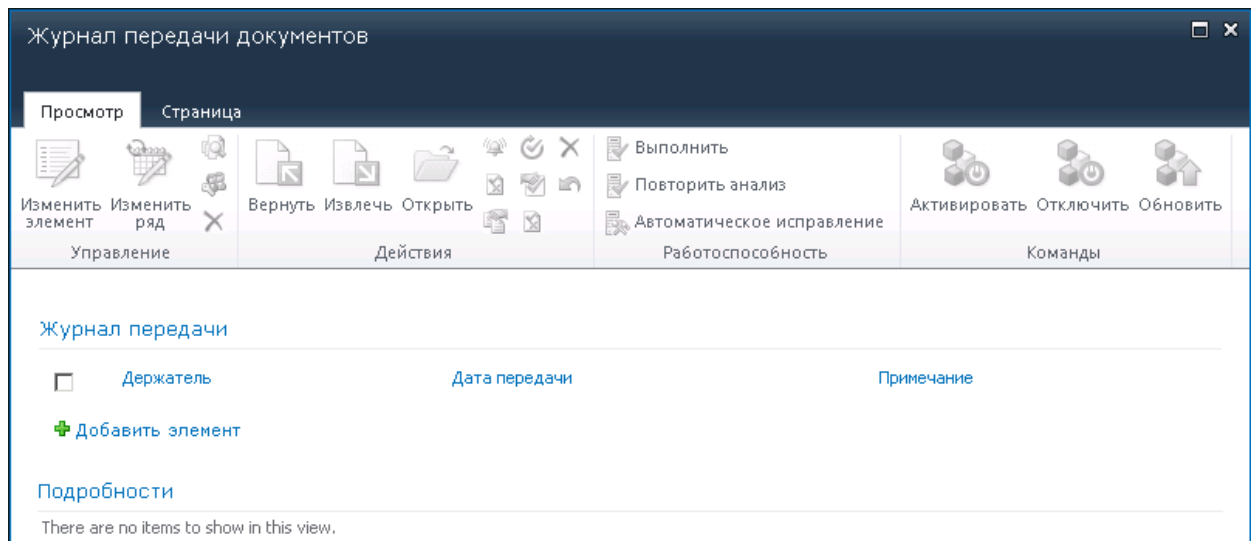 Журнал передачи документов
Просмотр Страница
Выполнить
Повторить анализ
Изменить элемент Изменить ряд Вернуть Извлечь Открыть Автоматическое исправление Активировать Отключить Обновить
Управление Действия Работоспособность Команды
Журнал передачи
Держатель Дата передачи Примечание
Добавить элемент
Подробности
There are no items to show in this view.